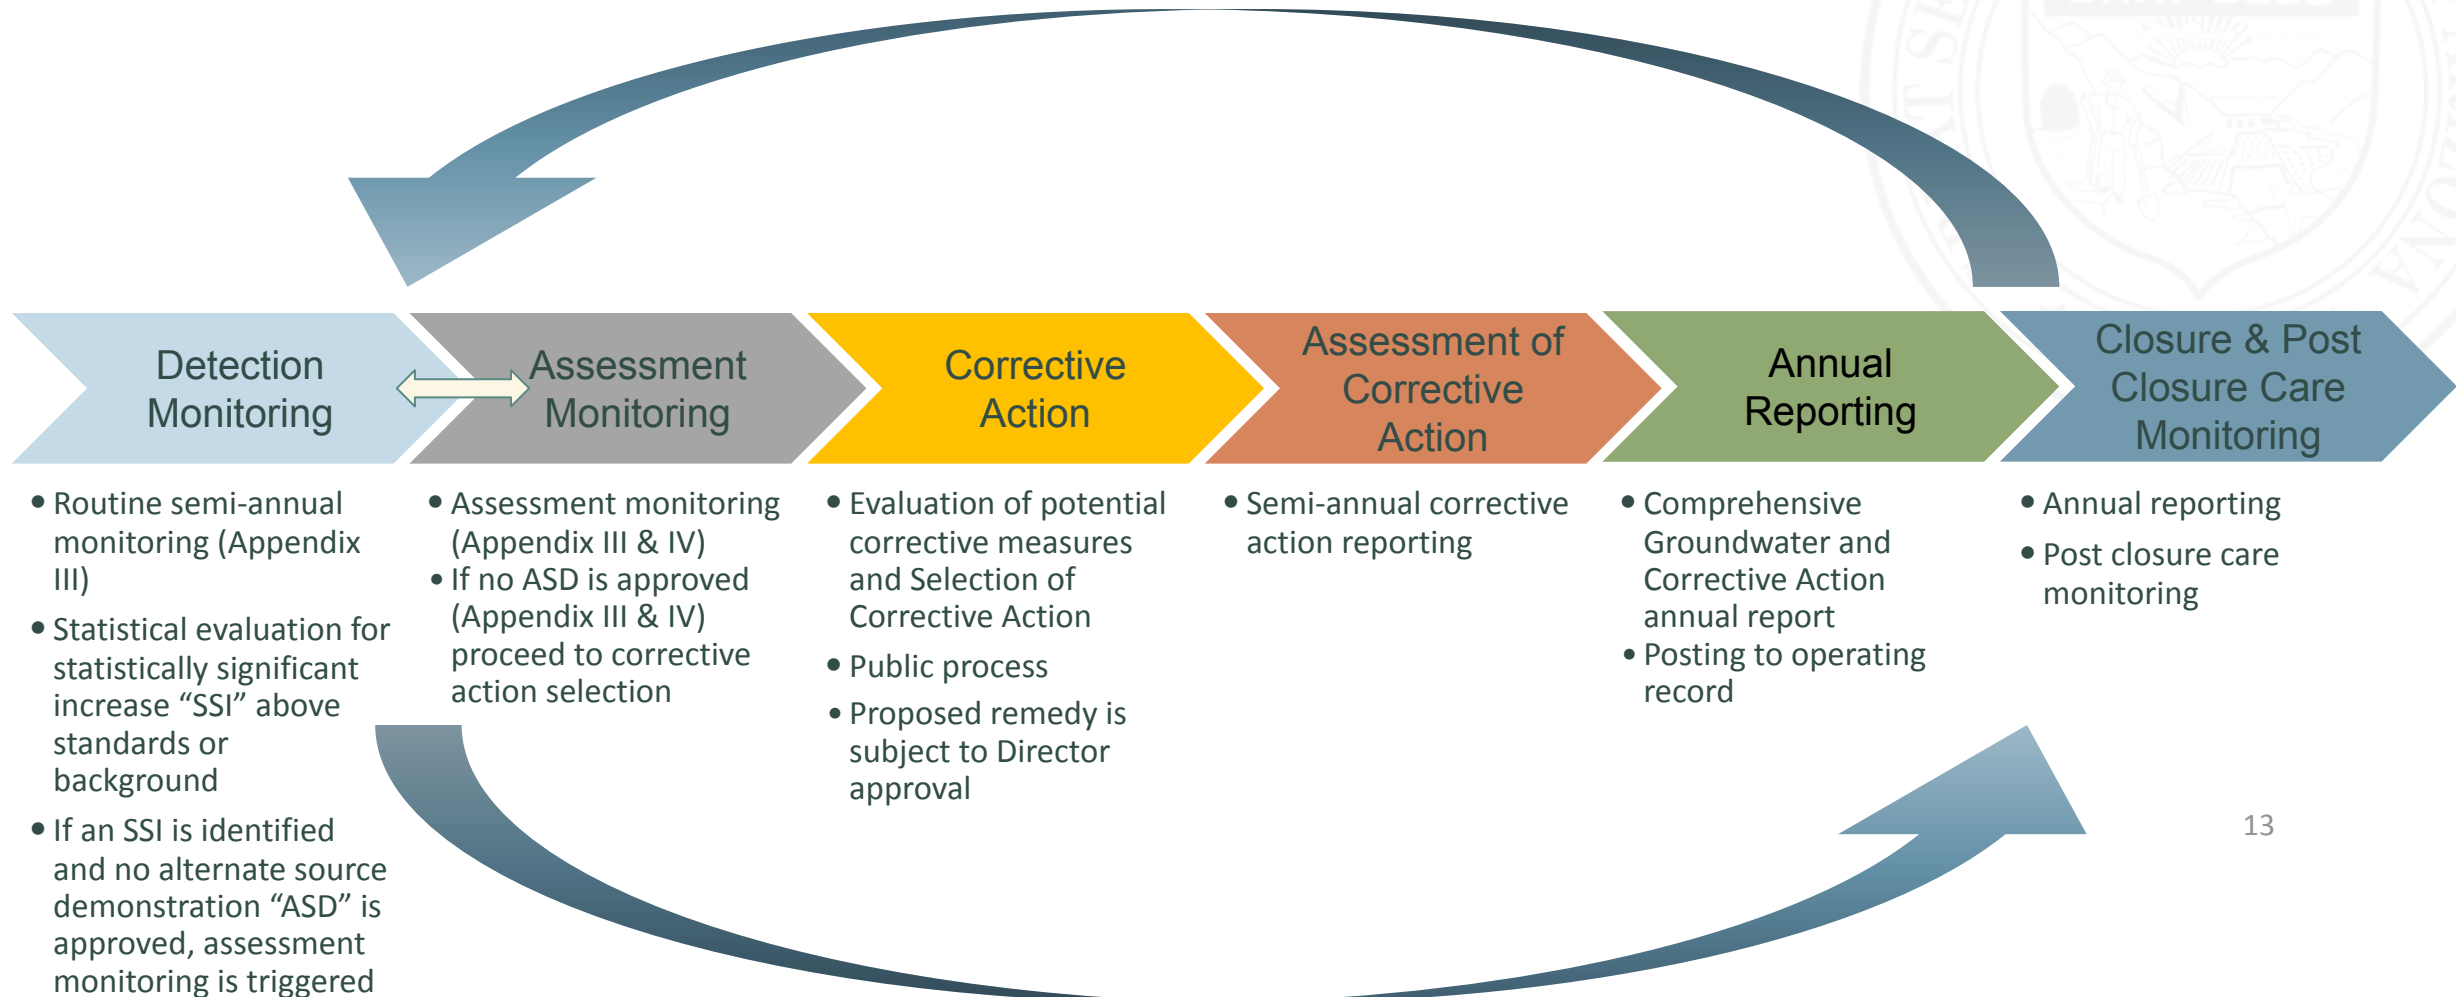 Detection
Monitoring
Assessment
Monitoring
Corrective
Action
Assessment of
Corrective
Action
Annual
Reporting
Closure & Post
Closure Care
Monitoring
• Routine semi-annual
monitoring (Appendix
III)
• Statistical evaluation for
statistically significant
increase “SSI” above
standards or
background
• If an SSI is identified
and no alternate source
demonstration “ASD” is
approved, assessment
monitoring is triggered
• Assessment monitoring
(Appendix III & IV)
• If no ASD is approved
(Appendix III & IV)
proceed to corrective
action selection
• Evaluation of potential
corrective measures
and Selection of
Corrective Action
• Public process
• Proposed remedy is
subject to Director
approval
• Semi-annual corrective
action reporting
• Comprehensive
Groundwater and
Corrective Action
annual report
• Posting to operating
record
• Annual reporting
• Post closure care
monitoring
13